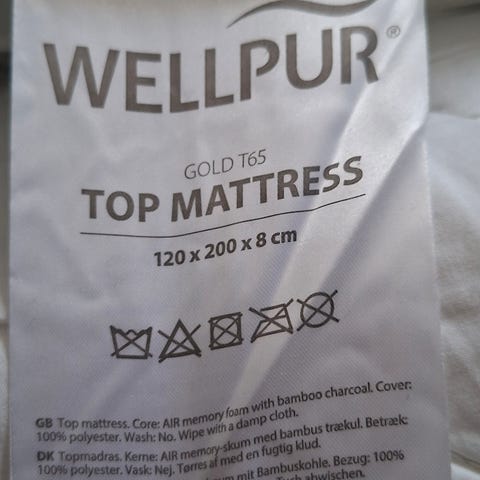 WELLPUR®
GOLD T65
TOP MATTRESS
120 x 200 x 8 cm
GB Top mattress. Core: AIR memory foam with bamboo charcoal. Cover:
100% polyester. Wash: No. Wipe with a damp cloth.
DK Topmadras. Kerne: AIR memory-skum med bambus trækul. Betræk:
100% polyester. Vask: Nej. Tørres af med en fugtig klud.
mit Bambuskohle. Bezug: 100%
Tuch abwischen.